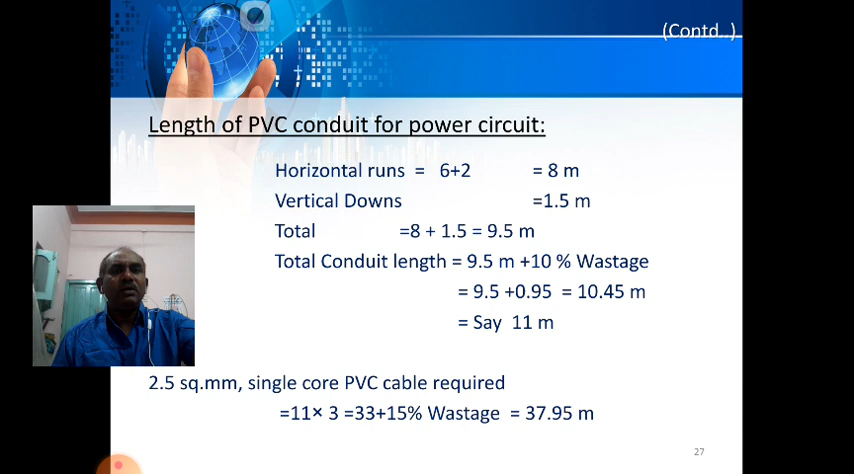 (Contd..)
Length of PVC conduit for power circuit:
Horizontal runs = 6+2 = 8 m
Vertical Downs =1.5 m
Total =8 + 1.5 = 9.5 m
Total Conduit length = 9.5 m +10 % Wastage
= 9.5 +0.95 = 10.45 m
= Say 11 m
2.5 sq.mm, single core PVC cable required
=11× 3 =33+15% Wastage = 37.95 m
27